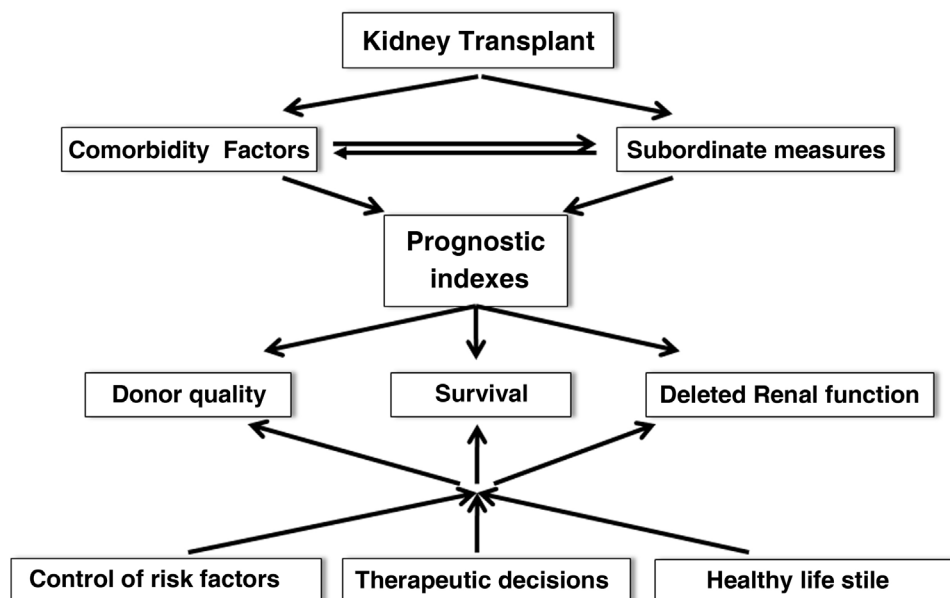 Kidney Transplant
Comorbidity Factors
Subordinate measures
Prognostic
indexes
Donor quality
Survival
Deleted Renal function
Control of risk factors
Therapeutic decisions
Healthy life stile